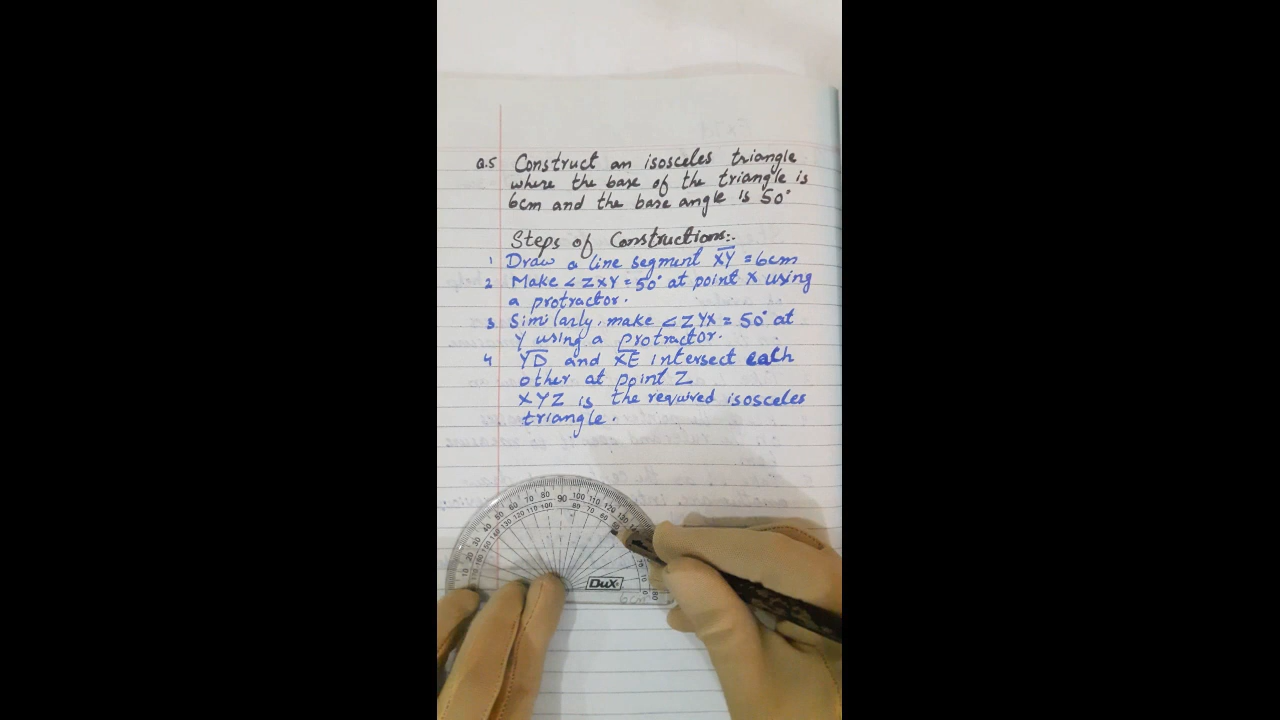 Q.5 Construct an isosceles triangle
where the base of the triangle is
6cm and the base angle is 50°
Steps of Constructions:.
1 Draw a line segment XY = 6cm
2 Make ∠ZXY = 50° at point X using
a protractor.
3 Similarly, make ∠ZYX = 50° at
Y using a protractor.
4 YD and XE intersect each
other at point Z
XYZ is the required isosceles
triangle.
DUX
6cm